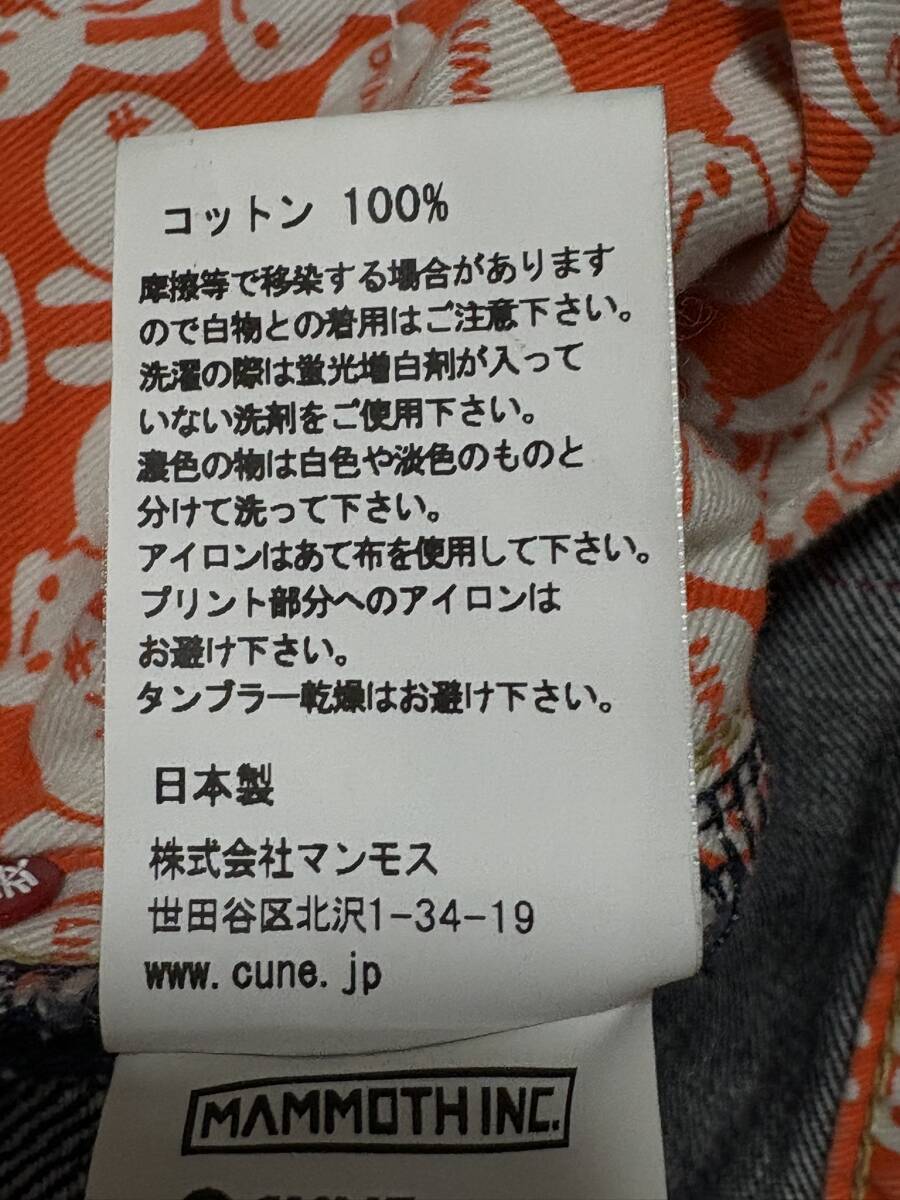 コットン 100%
摩擦等で移染する場合があります
ので白物との着用はご注意下さい。
洗濯の際は蛍光増白剤が入って
いない洗剤をご使用下さい。
濃色の物は白色や淡色のものと
分けて洗って下さい。
アイロンはあて布を使用して下さい。
プリント部分へのアイロンは
お避け下さい。
タンブラー乾燥はお避け下さい。
日本製
株式会社マンモス
世田谷区北沢1-34-19
www.cune.jp
MAMMOTH INC.